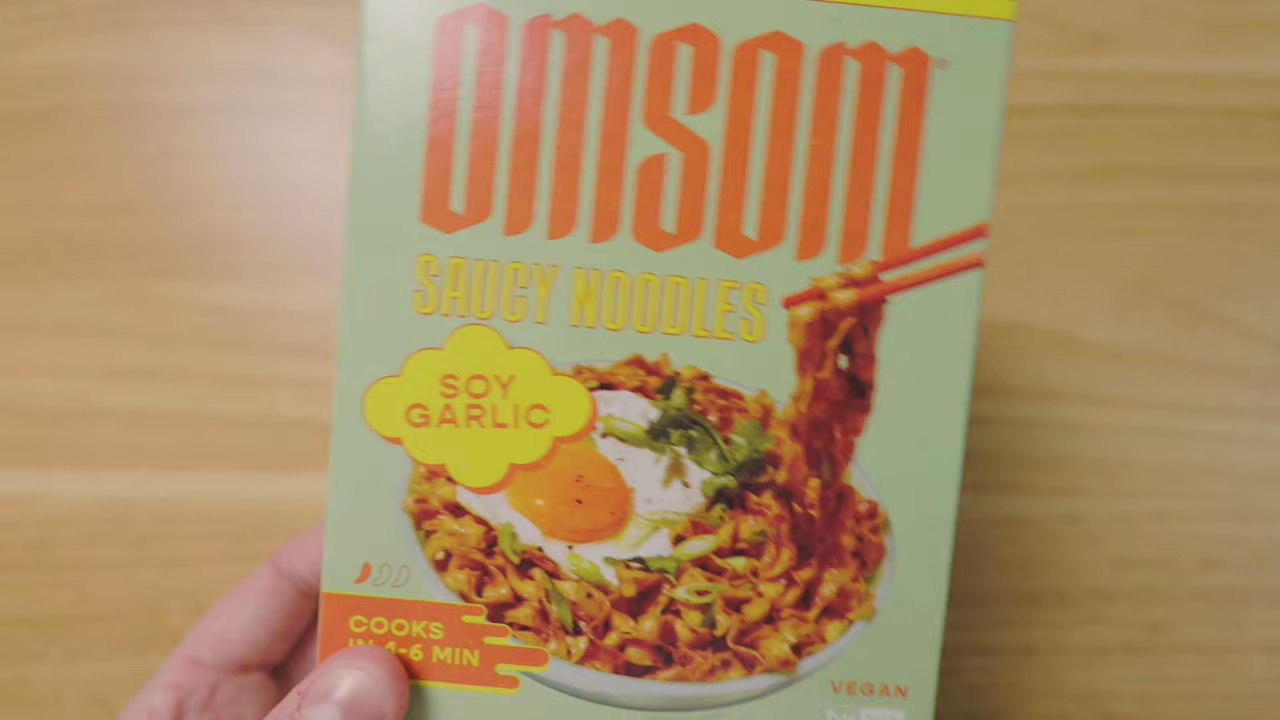 OMSOM
SAUCY NOODLES
SOY
GARLIC
COOKS
IN 4-6 MIN
VEGAN